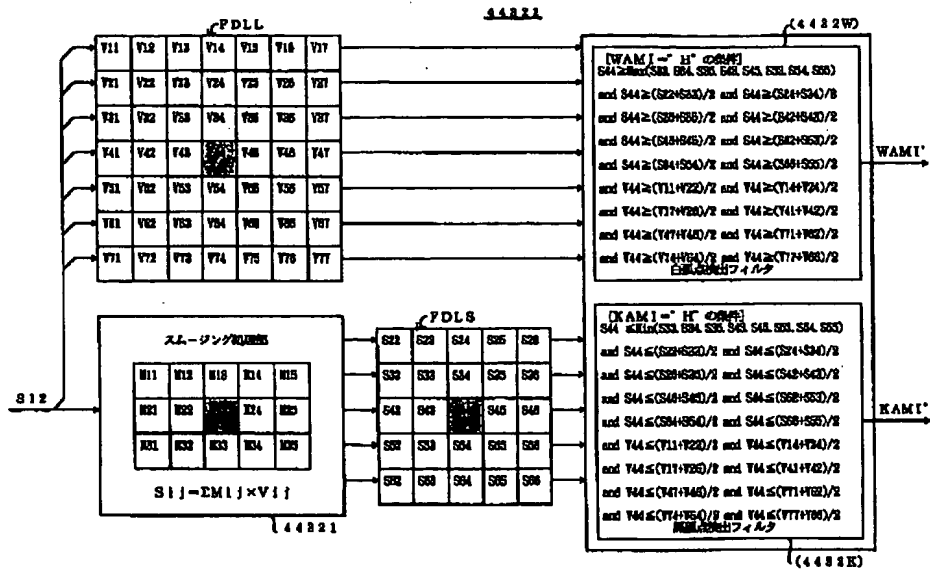 44322
FDLL
(4432W)
V11 V12 V13 V14 V15 V16 V17
V21 V22 V23 V24 V25 V26 V27
V31 V32 V33 V34 V35 V36 V37
V41 V42 V43 V45 V46 V47
V51 V52 V53 V54 V55 V56 V57
V61 V62 V63 V64 V65 V66 V67
V71 V72 V73 V74 V75 V76 V77
[WAMI="H"の条件]
S44≧Max(S33, S34, S35, S43, S45, S53, S54, S55)
and S44≧(S22+S33)/2 and S44≧(S24+S34)/2
and S44≧(S26+S35)/2 and S44≧(S42+S43)/2
and S44≧(S46+S45)/2 and S44≧(S62+S53)/2
and S44≧(S64+S54)/2 and S44≧(S66+S55)/2
and V44≧(V11+V22)/2 and V44≧(V14+V24)/2
and V44≧(V17+V26)/2 and V44≧(V41+V42)/2
and V44≧(V47+V46)/2 and V44≧(V71+V62)/2
and V44≧(V74+V64)/2 and V44≧(V77+V66)/2
白孤点検出フィルタ
WAMI'
S12
スムージング処理部
M11 M12 M13 M14 M15
M21 M22 M24 M25
M31 M32 M33 M34 M35
Sij=ΣMij×Vij
44321
FDLS
S22 S23 S24 S25 S26
S32 S33 S34 S35 S36
S42 S43 S45 S46
S52 S53 S54 S55 S56
S62 S63 S64 S65 S66
[KAMI="H"の条件]
S44≦Min(S33, S34, S35, S43, S45, S53, S54, S55)
and S44≦(S22+S33)/2 and S44≦(S24+S34)/2
and S44≦(S26+S35)/2 and S44≦(S42+S43)/2
and S44≦(S46+S45)/2 and S44≦(S62+S53)/2
and S44≦(S64+S54)/2 and S44≦(S66+S55)/2
and V44≦(V11+V22)/2 and V44≦(V14+V24)/2
and V44≦(V17+V26)/2 and V44≦(V41+V42)/2
and V44≦(V47+V46)/2 and V44≦(V71+V62)/2
and V44≦(V74+V64)/2 and V44≦(V77+V66)/2
黒孤点検出フィルタ
KAMI'
(4432K)